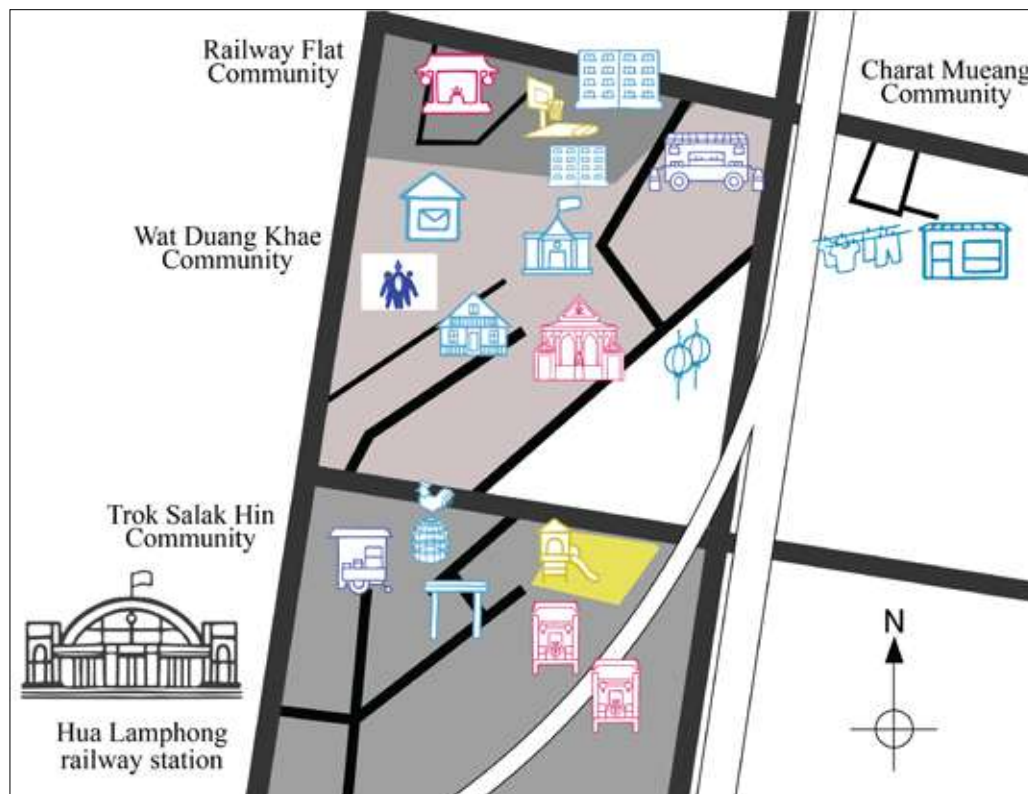 Railway Flat
Community
Charat Mueang
Community
Wat Duang Khae
Community
Trok Salak Hin
Community
N
Hua Lamphong
railway station